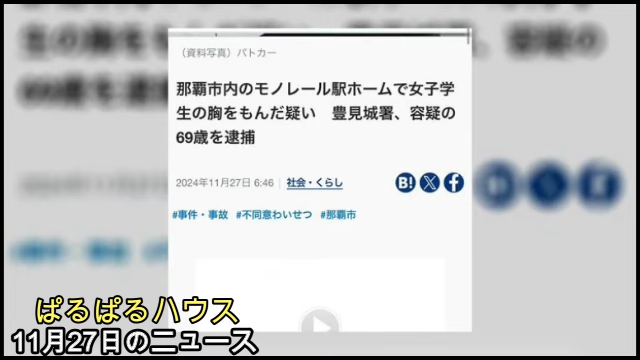 （資料写真）パトカー
那覇市内のモノレール駅ホームで女子学
生の胸をもんだ疑い　豊見城署、容疑の
69歳を逮捕
2024年11月27日 6:46 社会・くらし
B! X f
#事件・事故 #不同意わいせつ #那覇市
ぱるぱるハウス
11月27日のニュース